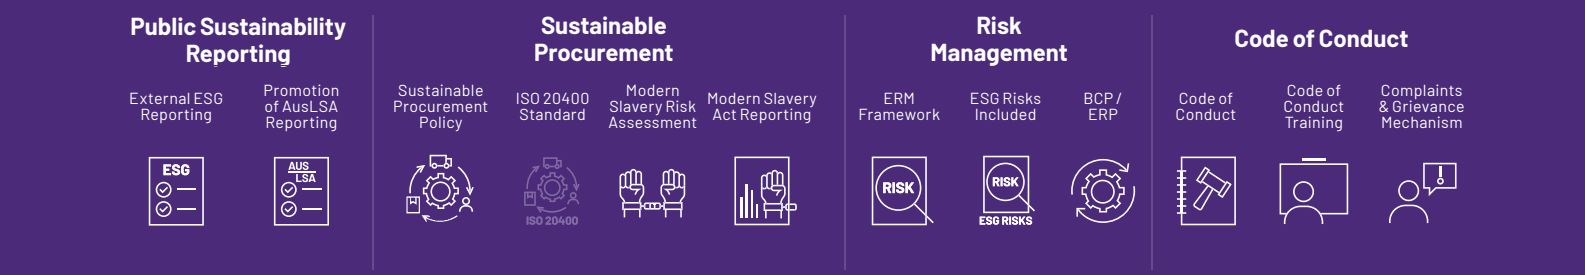 Public Sustainability
Reporting
External ESG
Reporting
Promotion
of AusLSA
Reporting
ESG
AUS
LSA
Sustainable
Procurement
Sustainable
Procurement
Policy
ISO 20400
Standard
Modern
Slavery Risk
Assessment
Modern Slavery
Act Reporting
ISO 20400
Risk
Management
ERM
Framework
ESG Risks
Included
BCP /
ERP
RISK
RISK
ESG RISKS
Code of Conduct
Code of
Conduct
Code of
Conduct
Training
Complaints
& Grievance
Mechanism